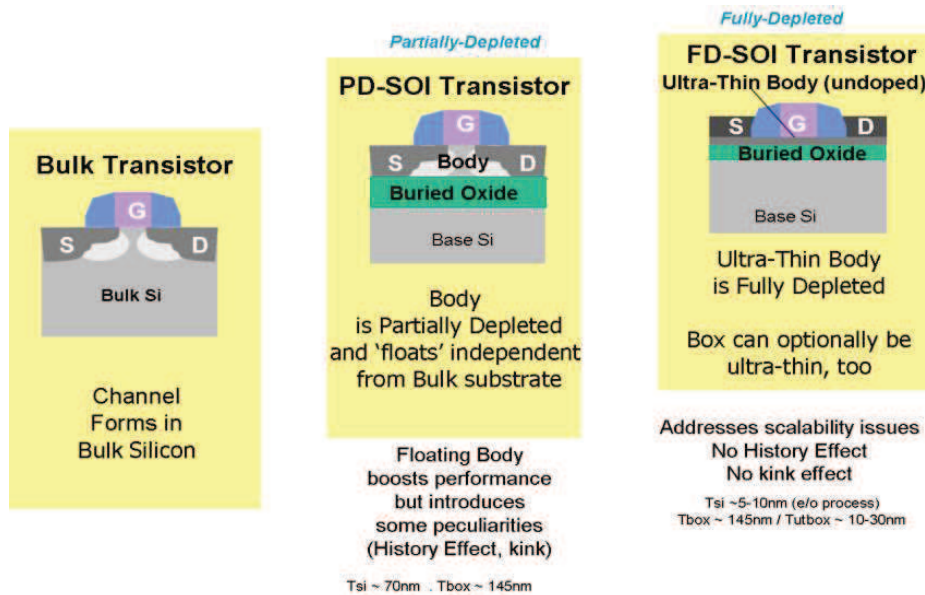 Bulk Transistor
G
S
D
Bulk Si
Channel
Forms in
Bulk Silicon
Partially-Depleted
PD-SOI Transistor
G
S
Body
D
Buried Oxide
Base Si
Body
is Partially Depleted
and ‘floats’ independent
from Bulk substrate
Floating Body
boosts performance
but introduces
some peculiarities
(History Effect, kink)
Tsi ~ 70nm . Tbox ~ 145nm
Fully-Depleted
FD-SOI Transistor
Ultra-Thin Body (undoped)
S
G
D
Buried Oxide
Base Si
Ultra-Thin Body
is Fully Depleted
Box can optionally be
ultra-thin, too
Addresses scalability issues
No History Effect
No kink effect
Tsi ~5-10nm (e/o process)
Tbox ~ 145nm / Tutbox ~ 10-30nm